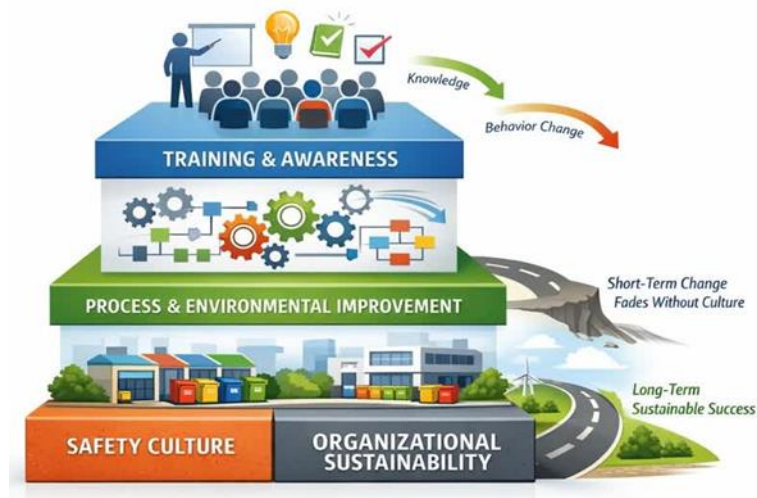 Knowledge
Behavior Change
TRAINING & AWARENESS
PROCESS & ENVIRONMENTAL IMPROVEMENT
Short-Term Change
Fades Without Culture
Long-Term
Sustainable Success
SAFETY CULTURE
ORGANIZATIONAL
SUSTAINABILITY